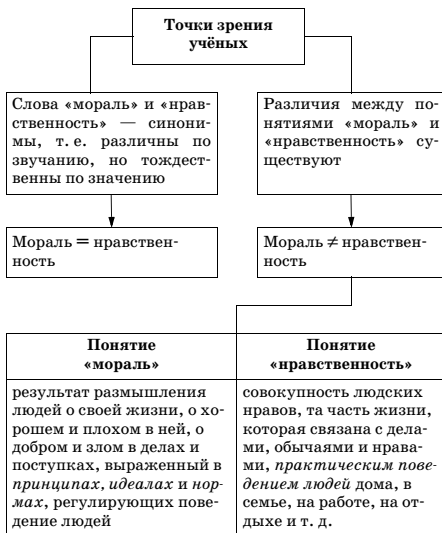 Точки зрения
учёных
Слова «мораль» и «нрав-
ственность» — синони-
мы, т. е. различны по
звучанию, но тождест-
венны по значению
Различия между по-
нятиями «мораль» и
«нравственность» су-
ществуют
Мораль = нравствен-
ность
Мораль ≠ нравствен-
ность
Понятие
«мораль»
Понятие
«нравственность»
результат размышления
людей о своей жизни, о хо-
рошем и плохом в ней, о
добром и злом в делах и
поступках, выраженный в
принципах, идеалах и нор-
мах, регулирующих пове-
дение людей
совокупность людских
нравов, та часть жизни,
которая связана с дела-
ми, обычаями и нрава-
ми, практическим пове-
дением людей дома, в
семье, на работе, на от-
дыхе и т. д.